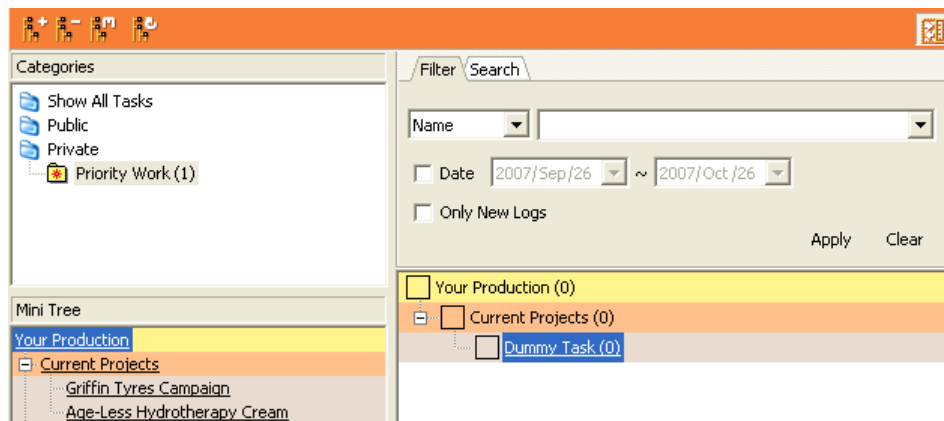 Categories
Show All Tasks
Public
Private
Priority Work (1)
Mini Tree
Your Production
Current Projects
Griffin Tyres Campaign
Age-Less Hydrotherapy Cream
Filter Search
Name
Date 2007/Sep/26 ~ 2007/Oct/26
Only New Logs
Apply Clear
Your Production (0)
Current Projects (0)
Dummy Task (0)